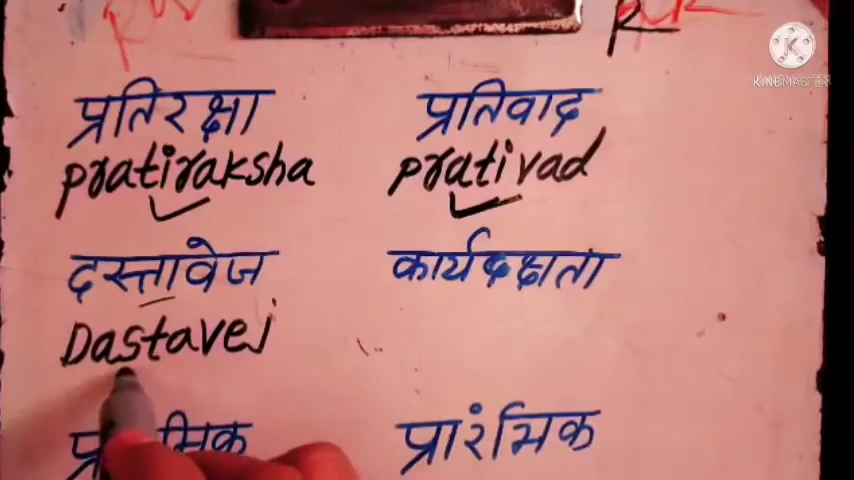 KINEMASTER
प्रतिरक्षा प्रतिवाद
pratiraksha prativad
दस्तावेज कार्यदक्षता
Dastavej
प्रारंभिक